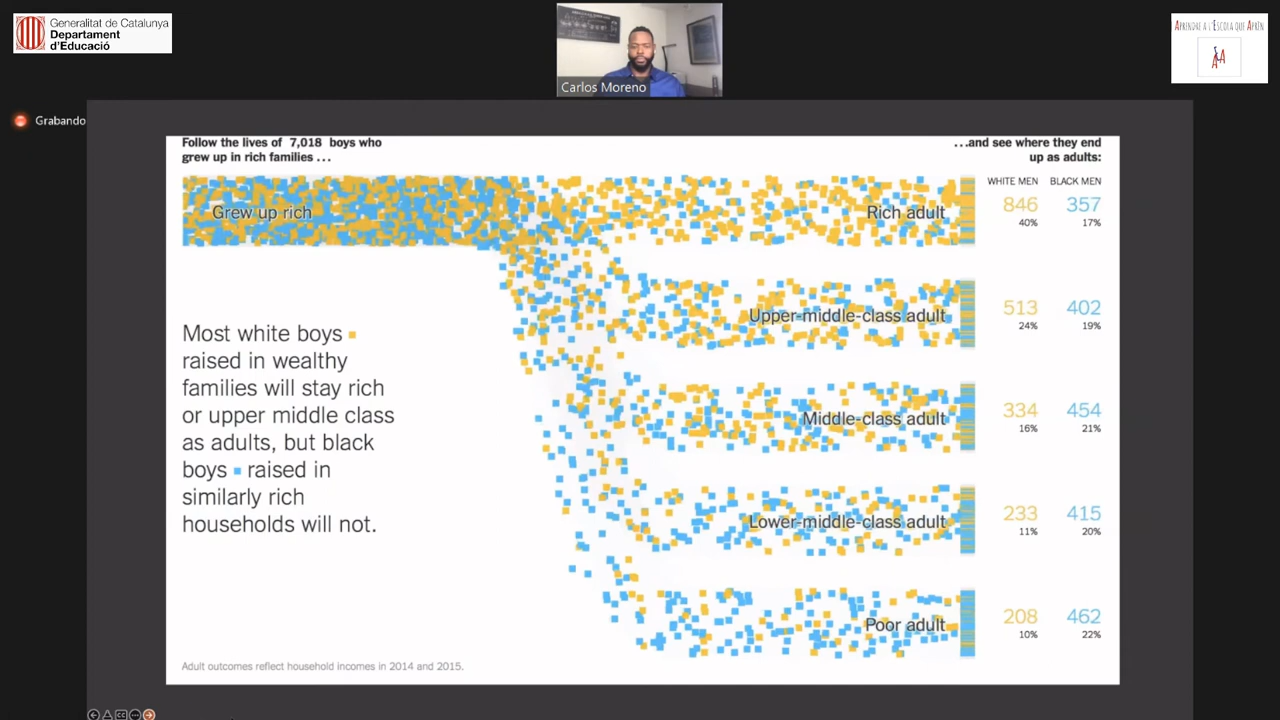 Generalitat de Catalunya
Departament
d'Educació
Carlos Moreno
APRENDRE A L'ESCOLA QUE APRÈN
Grabando
Follow the lives of 7,018 boys who
grew up in rich families ...
...and see where they end
up as adults:
WHITE MEN BLACK MEN
Grew up rich
Rich adult
846 357
40% 17%
Upper-middle-class adult
513 402
24% 19%
Most white boys
raised in wealthy
families will stay rich
or upper middle class
as adults, but black
boys raised in
similarly rich
households will not.
Middle-class adult
334 454
16% 21%
Lower-middle-class adult
233 415
11% 20%
Poor adult
208 462
10% 22%
Adult outcomes reflect household incomes in 2014 and 2015.